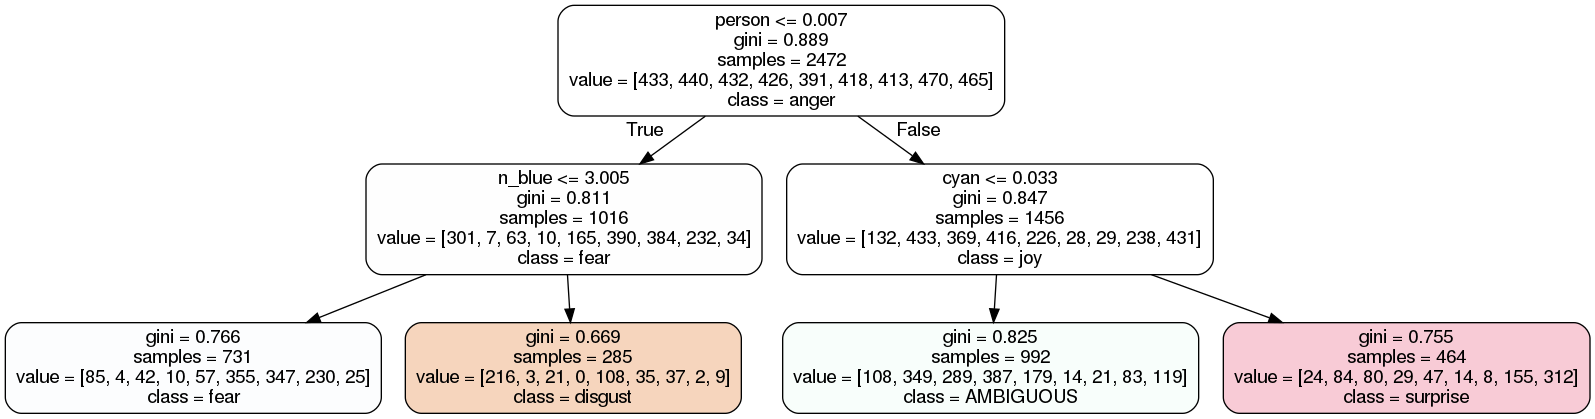 person <= 0.007
gini = 0.889
samples = 2472
value = [433, 440, 432, 426, 391, 418, 413, 470, 465]
class = anger
True
False
n_blue <= 3.005
gini = 0.811
samples = 1016
value = [301, 7, 63, 10, 165, 390, 384, 232, 34]
class = fear
cyan <= 0.033
gini = 0.847
samples = 1456
value = [132, 433, 369, 416, 226, 28, 29, 238, 431]
class = joy
gini = 0.766
samples = 731
value = [85, 4, 42, 10, 57, 355, 347, 230, 25]
class = fear
gini = 0.669
samples = 285
value = [216, 3, 21, 0, 108, 35, 37, 2, 9]
class = disgust
gini = 0.825
samples = 992
value = [108, 349, 289, 387, 179, 14, 21, 83, 119]
class = AMBIGUOUS
gini = 0.755
samples = 464
value = [24, 84, 80, 29, 47, 14, 8, 155, 312]
class = surprise